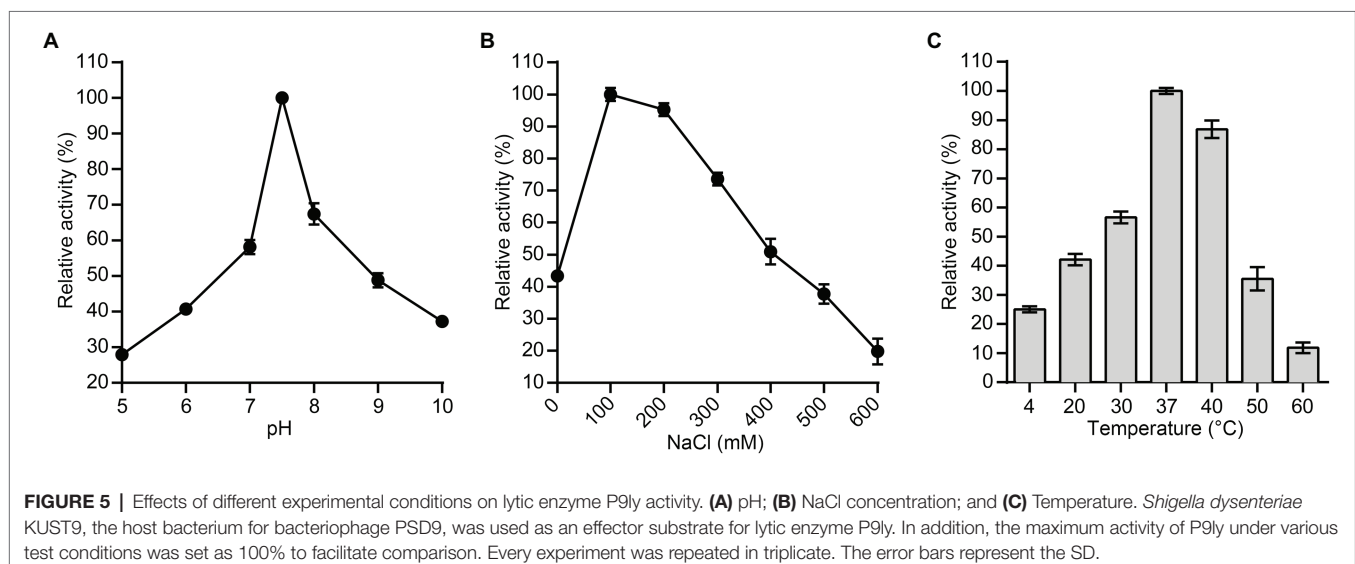 A
B
C
110
100
90
80
70
60
50
40
30
20
Relative activity (%)
5 6 7 8 9 10
pH
110
100
90
80
70
60
50
40
30
20
10
Relative activity (%)
0 100 200 300 400 500 600
NaCl (mM)
110
100
90
80
70
60
50
40
30
20
10
0
Relative activity (%)
4 20 30 37 40 50 60
Temperature (°C)
FIGURE 5 | Effects of different experimental conditions on lytic enzyme P9ly activity. (A) pH; (B) NaCl concentration; and (C) Temperature. Shigella dysenteriae
KUST9, the host bacterium for bacteriophage PSD9, was used as an effector substrate for lytic enzyme P9ly. In addition, the maximum activity of P9ly under various
test conditions was set as 100% to facilitate comparison. Every experiment was repeated in triplicate. The error bars represent the SD.